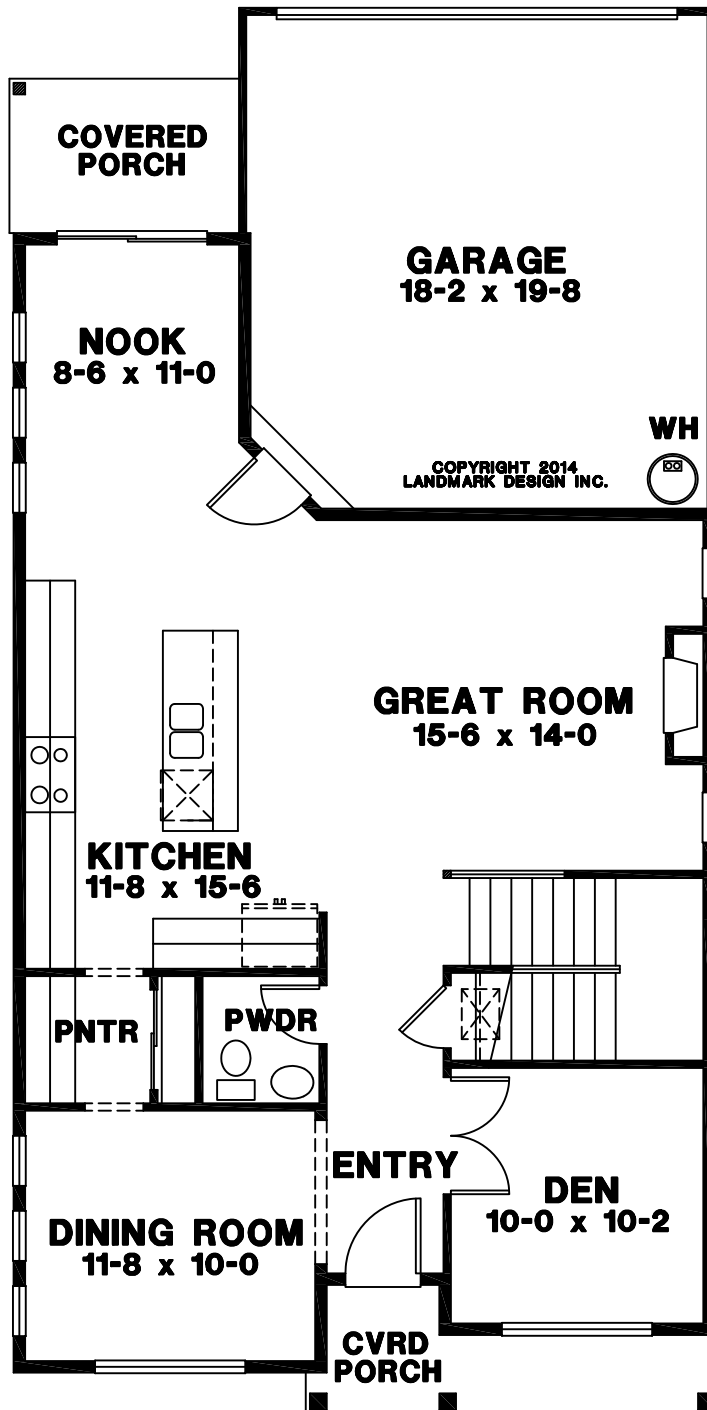 COVERED
PORCH
GARAGE
18-2 x 19-8
NOOK
8-6 x 11-0
WH
COPYRIGHT 2014
LANDMARK DESIGN INC.
GREAT ROOM
15-6 x 14-0
KITCHEN
11-8 x 15-6
PNTR
PWDR
ENTRY
DEN
10-0 x 10-2
DINING ROOM
11-8 x 10-0
CVRD
PORCH